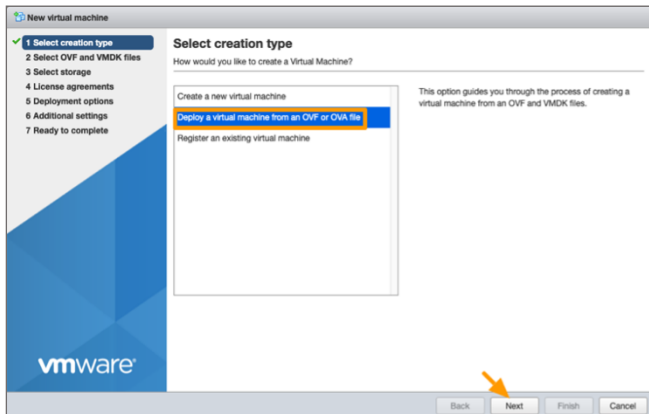 New virtual machine
1 Select creation type
2 Select OVF and VMDK files
3 Select storage
4 License agreements
5 Deployment options
6 Additional settings
7 Ready to complete
Select creation type
How would you like to create a Virtual Machine?
Create a new virtual machine
Deploy a virtual machine from an OVF or OVA file
Register an existing virtual machine
This option guides you through the process of creating a
virtual machine from an OVF and VMDK files.
vmware®
Back
Next
Finish
Cancel